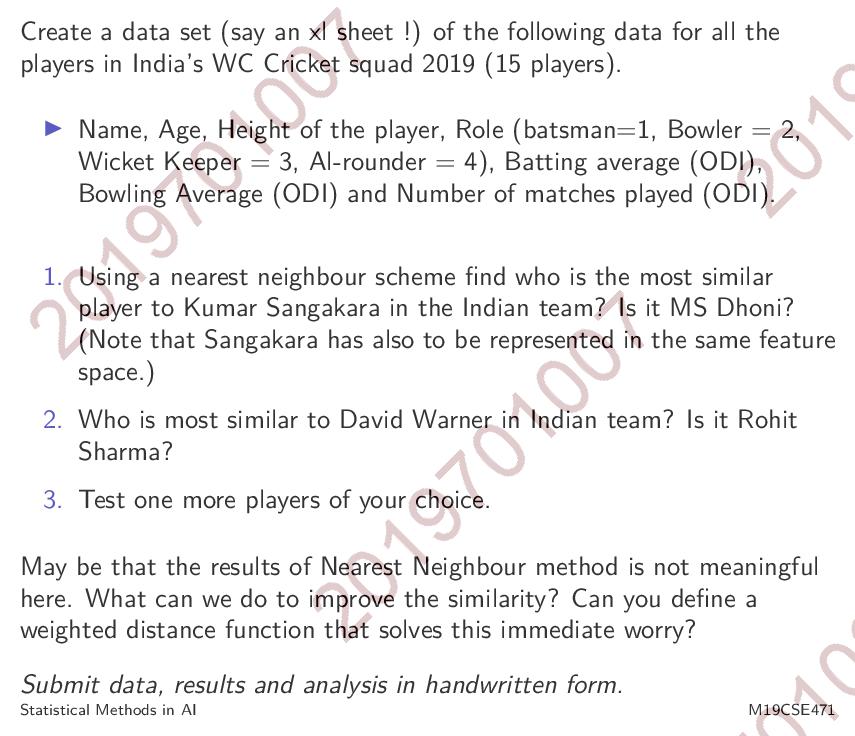 Create a data set (say an xl sheet !) of the following data for all the
players in India's WC Cricket squad 2019 (15 players).
▶ Name, Age, Height of the player, Role (batsman=1, Bowler = 2,
Wicket Keeper = 3, Al-rounder = 4), Batting average (ODI),
Bowling Average (ODI) and Number of matches played (ODI).
1. Using a nearest neighbour scheme find who is the most similar
player to Kumar Sangakara in the Indian team? Is it MS Dhoni?
(Note that Sangakara has also to be represented in the same feature
space.)
2. Who is most similar to David Warner in Indian team? Is it Rohit
Sharma?
3. Test one more players of your choice.
May be that the results of Nearest Neighbour method is not meaningful
here. What can we do to improve the similarity? Can you define a
weighted distance function that solves this immediate worry?
Submit data, results and analysis in handwritten form.
Statistical Methods in AI
M19CSE471
2019701007
2019701007